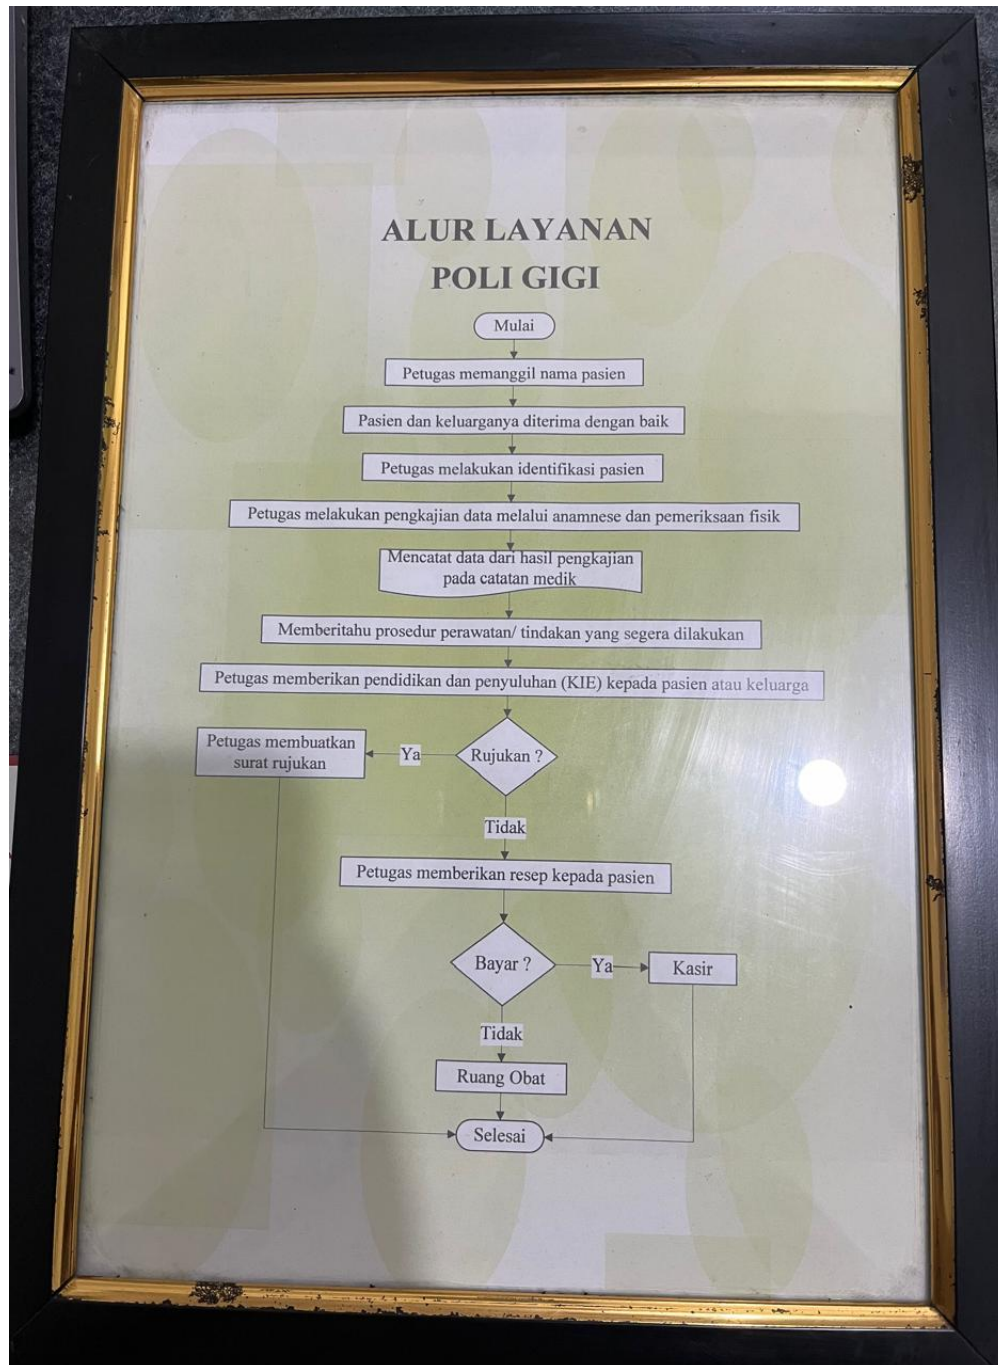 ALUR LAYANAN
POLI GIGI
Mulai
Petugas memanggil nama pasien
Pasien dan keluarganya diterima dengan baik
Petugas melakukan identifikasi pasien
Petugas melakukan pengkajian data melalui anamnese dan pemeriksaan fisik
Mencatat data dari hasil pengkajian
pada catatan medik
Memberitahu prosedur perawatan/ tindakan yang segera dilakukan
Petugas memberikan pendidikan dan penyuluhan (KIE) kepada pasien atau keluarga
Petugas membuatkan
surat rujukan
Ya
Rujukan ?
Tidak
Petugas memberikan resep kepada pasien
Bayar ?
Ya
Kasir
Tidak
Ruang Obat
Selesai